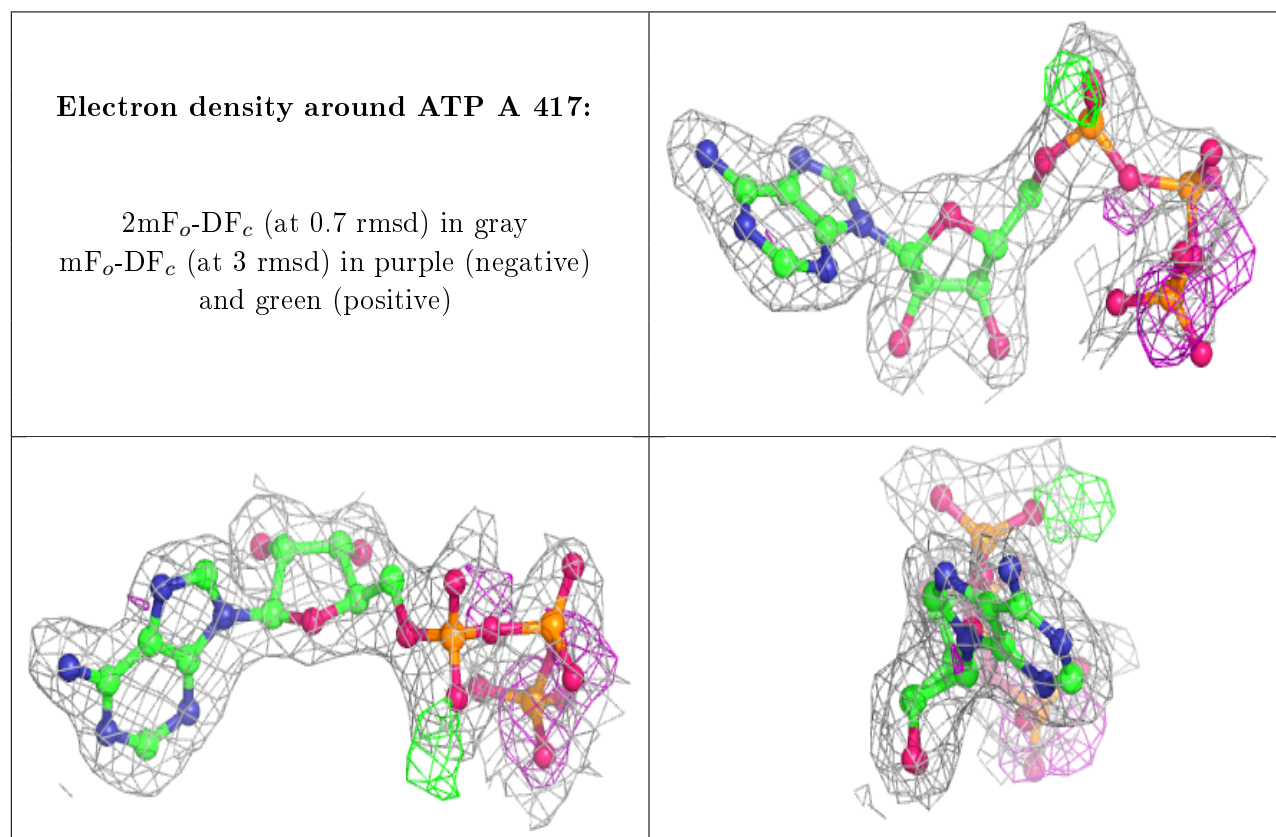 Electron density around ATP A 417:
2mFo-DFc (at 0.7 rmsd) in gray
mFo-DFc (at 3 rmsd) in purple (negative)
and green (positive)